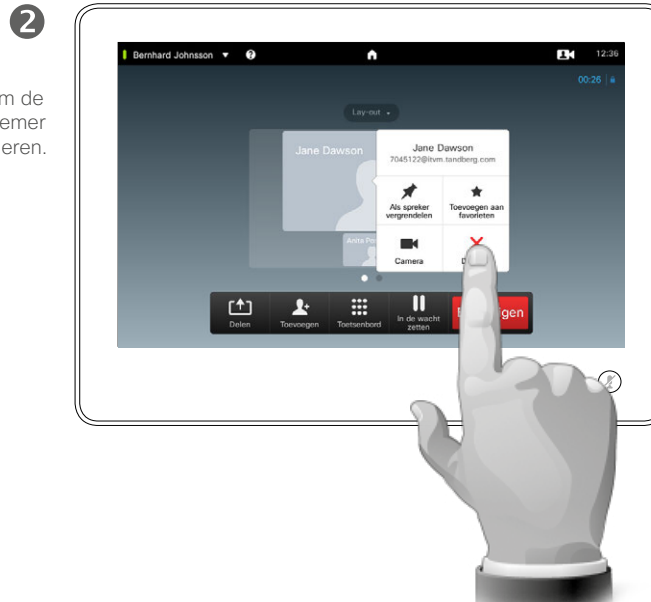 2
m de
emer
eren.
Bernhard Johnsson ▼ ? 12:36
00:26
Lay-out
Jane Dawson
Jane Dawson
7045122@itvm.tandberg.com
Als spreker
vergrendelen
Toevoegen aan
favorieten
Camera
Delen
Toevoegen
Toetsenbord
In de wacht
zetten